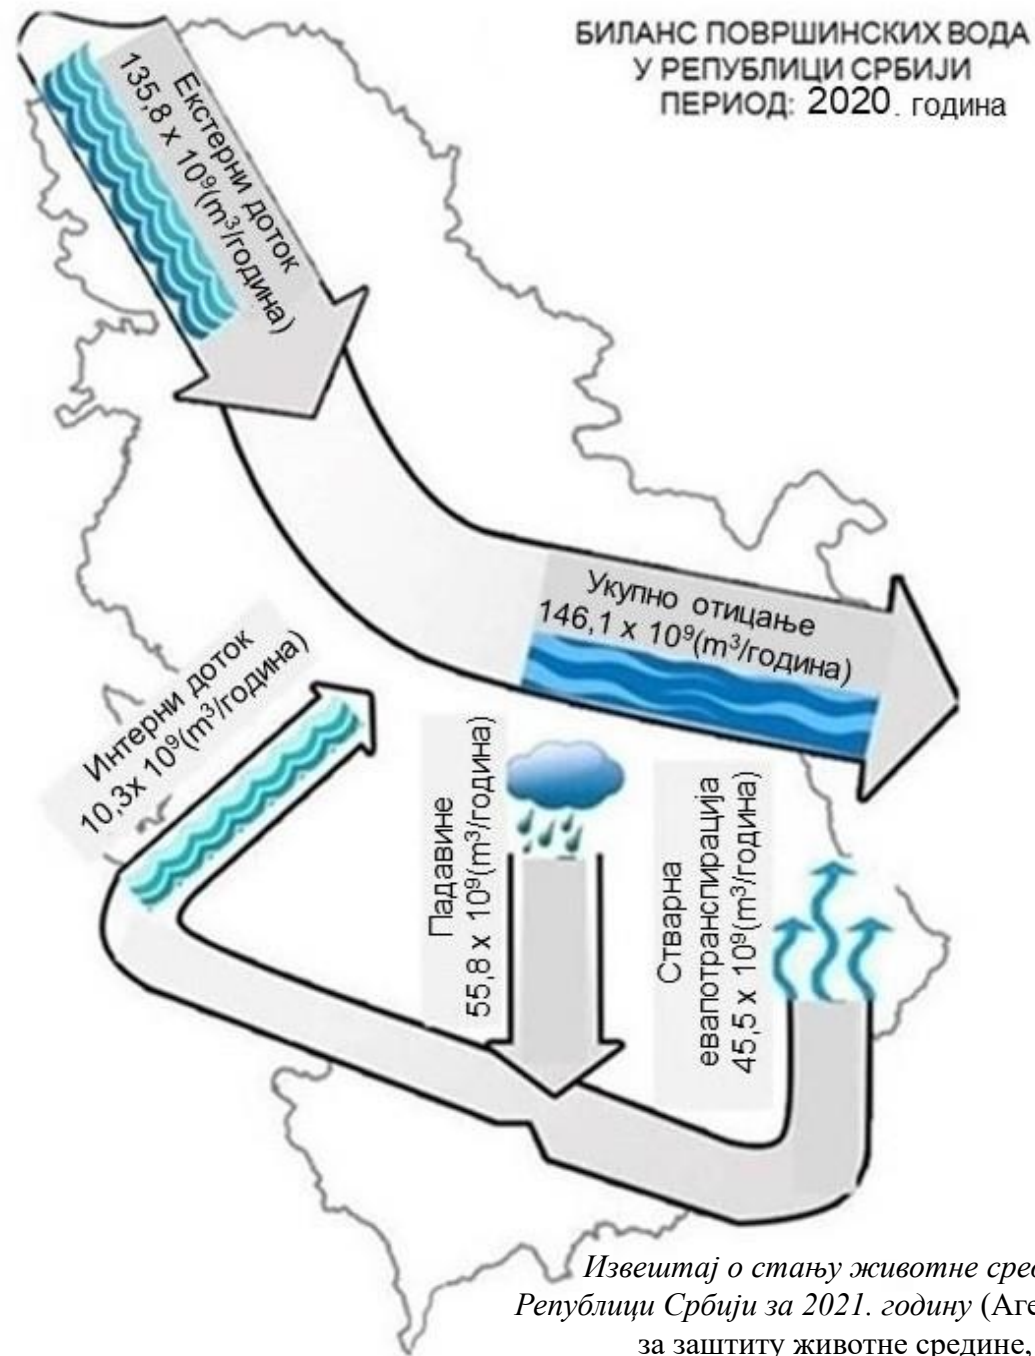 БИЛАНС ПОВРШИНСКИХ ВОДА
У РЕПУБЛИЦИ СРБИЈИ
ПЕРИОД: 2020. година
Екстерни доток
135,8 x 10⁹(m³/година)
Укупно отицање
146,1 x 10⁹(m³/година)
Интерни доток
10,3x 10⁹(m³/година)
Падавине
55,8 x 10⁹(m³/година)
Стварна
евапотранспирација
45,5 x 10⁹(m³/година)
Извештај о стању животне
Републици Србији за 2021. годину
за заштиту животне средине,